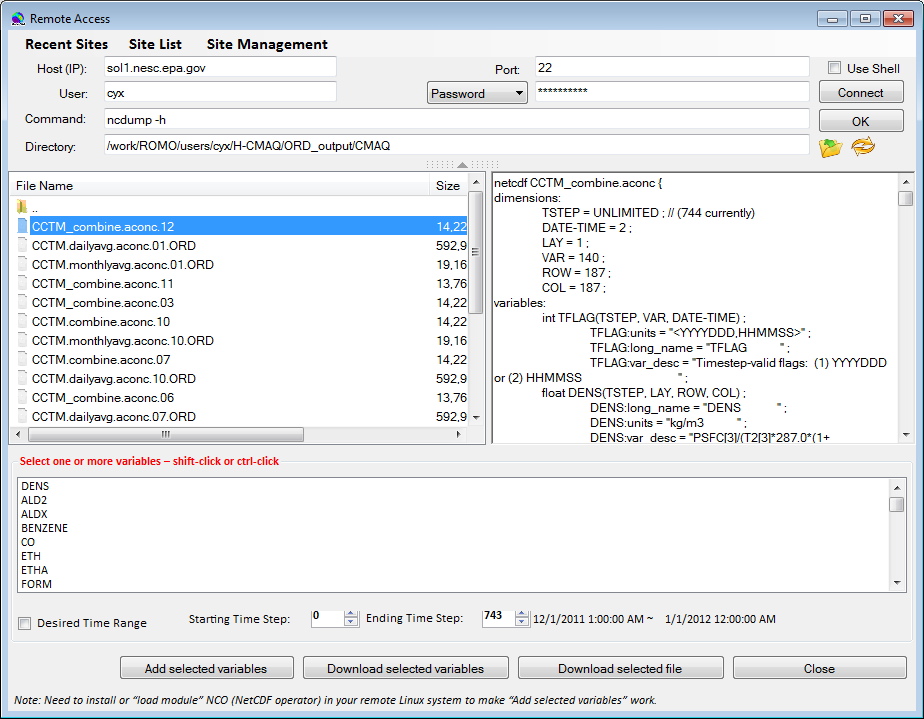 Remote Access
Recent Sites Site List Site Management
Host (IP): sol1.nesc.epa.gov Port: 22 Use Shell
User: cyx Password ********** Connect
Command: ncdump -h OK
Directory: /work/ROMO/users/cyx/H-CMAQ/ORD_output/CMAQ
File Name Size
..
CCTM_combine.aconc.12 14,22
CCTM.dailyavg.aconc.01.ORD 592,9
CCTM.monthlyavg.aconc.01.ORD 19,16
CCTM_combine.aconc.11 13,76
CCTM_combine.aconc.03 14,22
CCTM.combine.aconc.10 14,22
CCTM.monthlyavg.aconc.10.ORD 19,16
CCTM.combine.aconc.07 14,22
CCTM.dailyavg.aconc.10.ORD 592,9
CCTM_combine.aconc.06 13,76
CCTM.dailyavg.aconc.07.ORD 592,9
netcdf CCTM_combine.aconc {
dimensions:
TSTEP = UNLIMITED ; // (744 currently)
DATE-TIME = 2 ;
LAY = 1 ;
VAR = 140 ;
ROW = 187 ;
COL = 187 ;
variables:
int TFLAG(TSTEP, VAR, DATE-TIME) ;
TFLAG:units = "<YYYYDDD,HHMMSS>" ;
TFLAG:long_name = "TFLAG " ;
TFLAG:var_desc = "Timestep-valid flags: (1) YYYYDDD
or (2) HHMMSS " ;
float DENS(TSTEP, LAY, ROW, COL) ;
DENS:long_name = "DENS " ;
DENS:units = "kg/m3 " ;
DENS:var_desc = "PSFC[3]/(T2[3]*287.0*(1+
Select one or more variables – shift-click or ctrl-click
DENS
ALD2
ALDX
BENZENE
CO
ETH
ETHA
FORM
Desired Time Range Starting Time Step: 0 Ending Time Step: 743 12/1/2011 1:00:00 AM ~ 1/1/2012 12:00:00 AM
Add selected variables Download selected variables Download selected file Close
Note: Need to install or “load module” NCO (NetCDF operator) in your remote Linux system to make “Add selected variables” work.